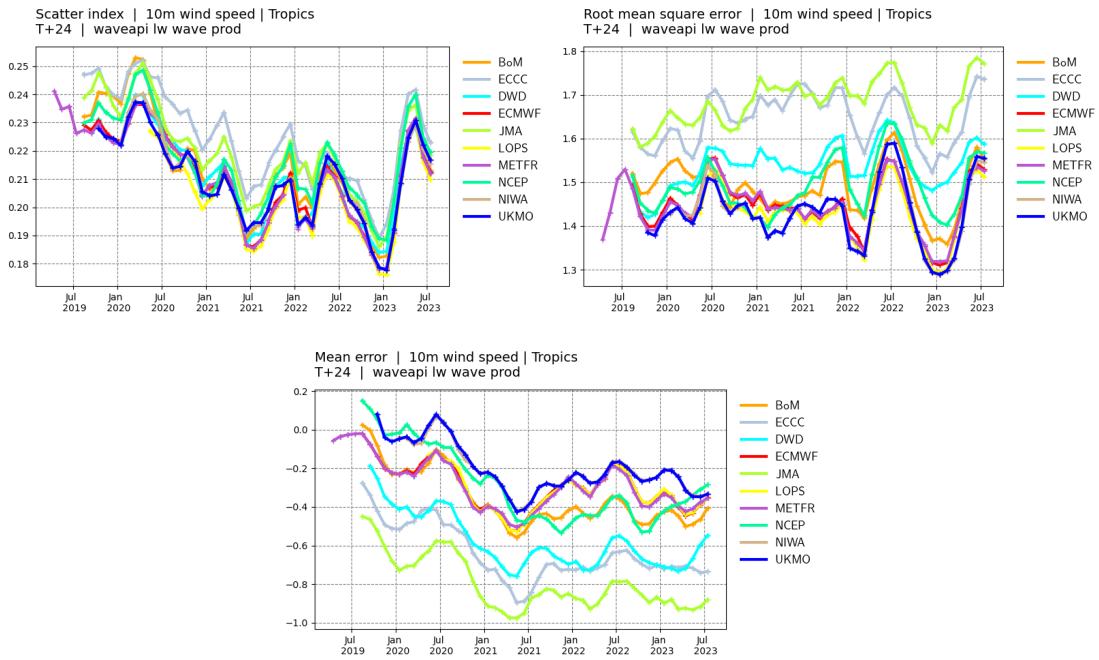 Scatter index | 10m wind speed | Tropics
T+24 | waveapi lw wave prod
0.25
0.24
0.23
0.22
0.21
0.20
0.19
0.18
Jul 2019
Jan 2020
Jul 2020
Jan 2021
Jul 2021
Jan 2022
Jul 2022
Jan 2023
Jul 2023
BoM
ECCC
DWD
ECMWF
JMA
LOPS
METFR
NCEP
NIWA
UKMO
Root mean square error | 10m wind speed | Tropics
T+24 | waveapi lw wave prod
1.8
1.7
1.6
1.5
1.4
1.3
Jul 2019
Jan 2020
Jul 2020
Jan 2021
Jul 2021
Jan 2022
Jul 2022
Jan 2023
Jul 2023
BoM
ECCC
DWD
ECMWF
JMA
LOPS
METFR
NCEP
NIWA
UKMO
Mean error | 10m wind speed | Tropics
T+24 | waveapi lw wave prod
0.2
0.0
−0.2
−0.4
−0.6
−0.8
−1.0
Jul 2019
Jan 2020
Jul 2020
Jan 2021
Jul 2021
Jan 2022
Jul 2022
Jan 2023
Jul 2023
BoM
ECCC
DWD
ECMWF
JMA
LOPS
METFR
NCEP
NIWA
UKMO